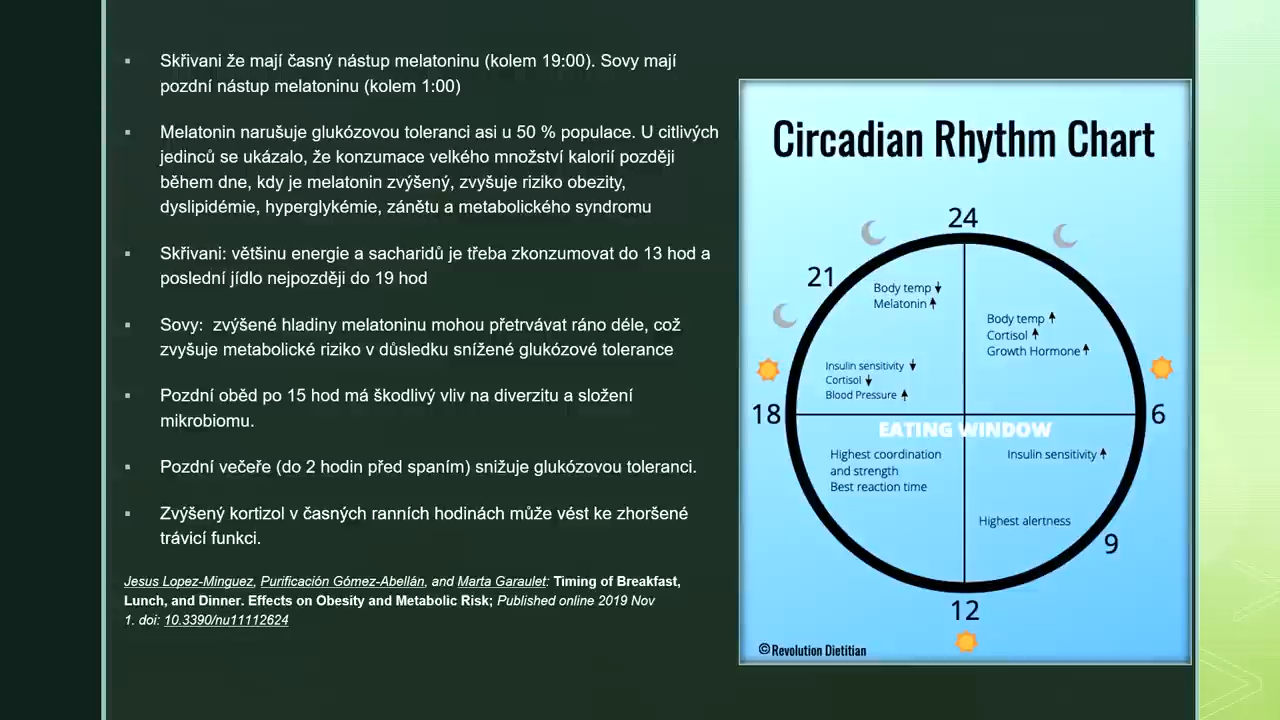 Skřivani že mají časný nástup melatoninu (kolem 19:00). Sovy mají
pozdní nástup melatoninu (kolem 1:00)
Melatonin narušuje glukózovou toleranci asi u 50 % populace. U citlivých
jedinců se ukázalo, že konzumace velkého množství kalorií později
během dne, kdy je melatonin zvýšený, zvyšuje riziko obezity,
dyslipidémie, hyperglykémie, zánětu a metabolického syndromu
Skřivani: většinu energie a sacharidů je třeba zkonzumovat do 13 hod a
poslední jídlo nejpozději do 19 hod
Sovy:  zvýšené hladiny melatoninu mohou přetrvávat ráno déle, což
zvyšuje metabolické riziko v důsledku snížené glukózové tolerance
Pozdní oběd po 15 hod má škodlivý vliv na diverzitu a složení
mikrobiomu.
Pozdní večeře (do 2 hodin před spaním) snižuje glukózovou toleranci.
Zvýšený kortizol v časných ranních hodinách může vést ke zhoršené
trávicí funkci.
Jesus Lopez-Minguez, Purificación Gómez-Abellán, and Marta Garaulet: Timing of Breakfast,
Lunch, and Dinner. Effects on Obesity and Metabolic Risk; Published online 2019 Nov
1. doi: 10.3390/nu11112624
Circadian Rhythm Chart
24
21
Body temp
Melatonin
Body temp
Cortisol
Growth Hormone
Insulin sensitivity
Cortisol
Blood Pressure
18
6
EATING WINDOW
Highest coordination
and strength
Best reaction time
Insulin sensitivity
Highest alertness
9
12
©Revolution Dietitian